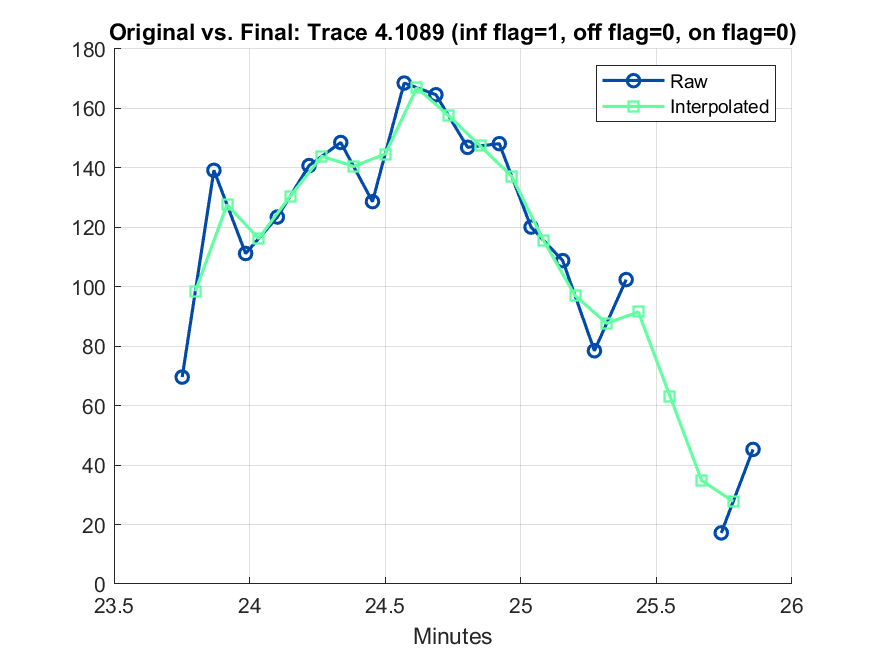 Original vs. Final: Trace 4.1089 (inf flag=1, off flag=0, on flag=0)
180
160
140
120
100
80
60
40
20
0
23.5 24 24.5 25 25.5 26
Minutes
Raw
Interpolated